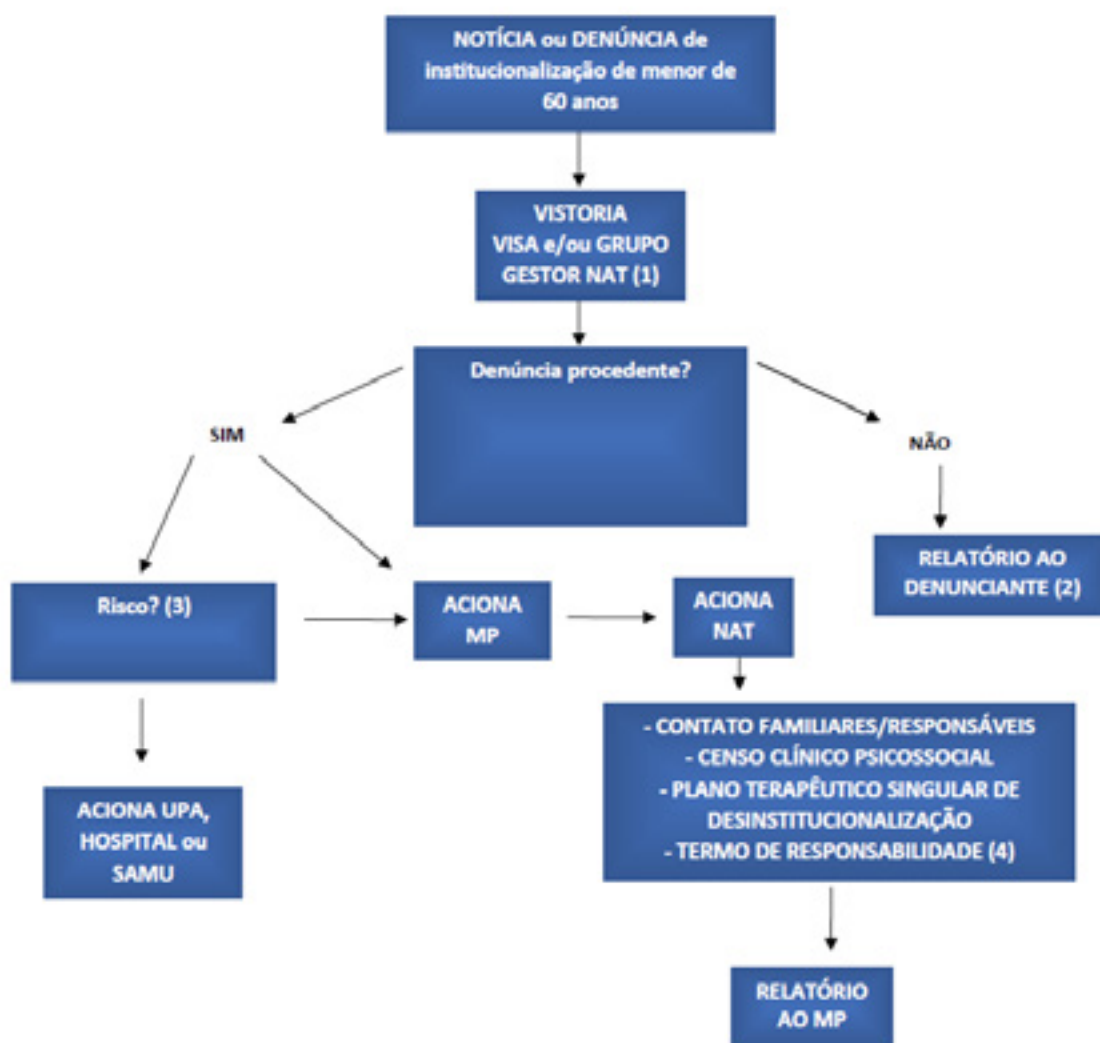 NOTÍCIA ou DENÚNCIA de
institucionalização de menor de
60 anos
VISTORIA
VISA e/ou GRUPO
GESTOR NAT (1)
Denúncia procedente?
SIM
NÃO
RELATÓRIO AO
DENUNCIANTE (2)
Risco? (3)
ACIONA
MP
ACIONA
NAT
- CONTATO FAMILIARES/RESPONSÁVEIS
- CENSO CLÍNICO PSICOSSOCIAL
- PLANO TERAPÊUTICO SINGULAR DE
DESINSTITUCIONALIZAÇÃO
- TERMO DE RESPONSABILIDADE (4)
ACIONA UPA,
HOSPITAL ou
SAMU
RELATÓRIO
AO MP